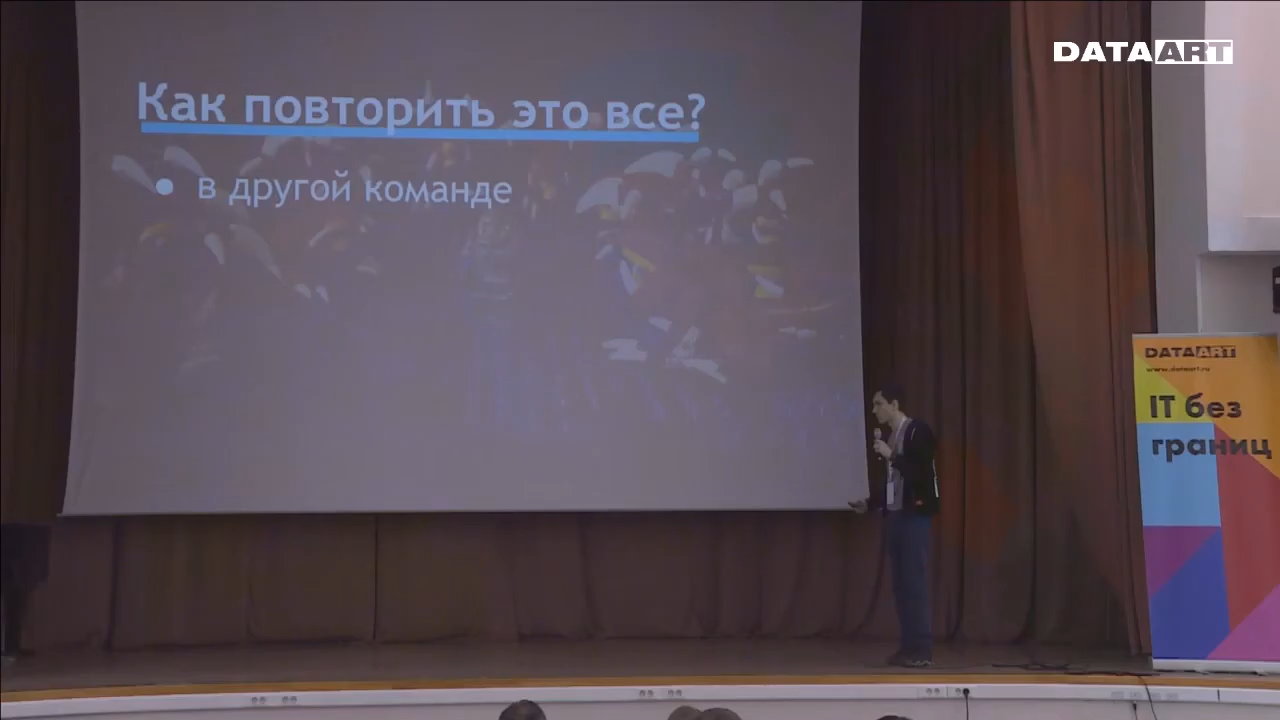 DATAART
Как повторить это все?
• в другой команде
DATAART
www.dataart.ru
IT без
границ